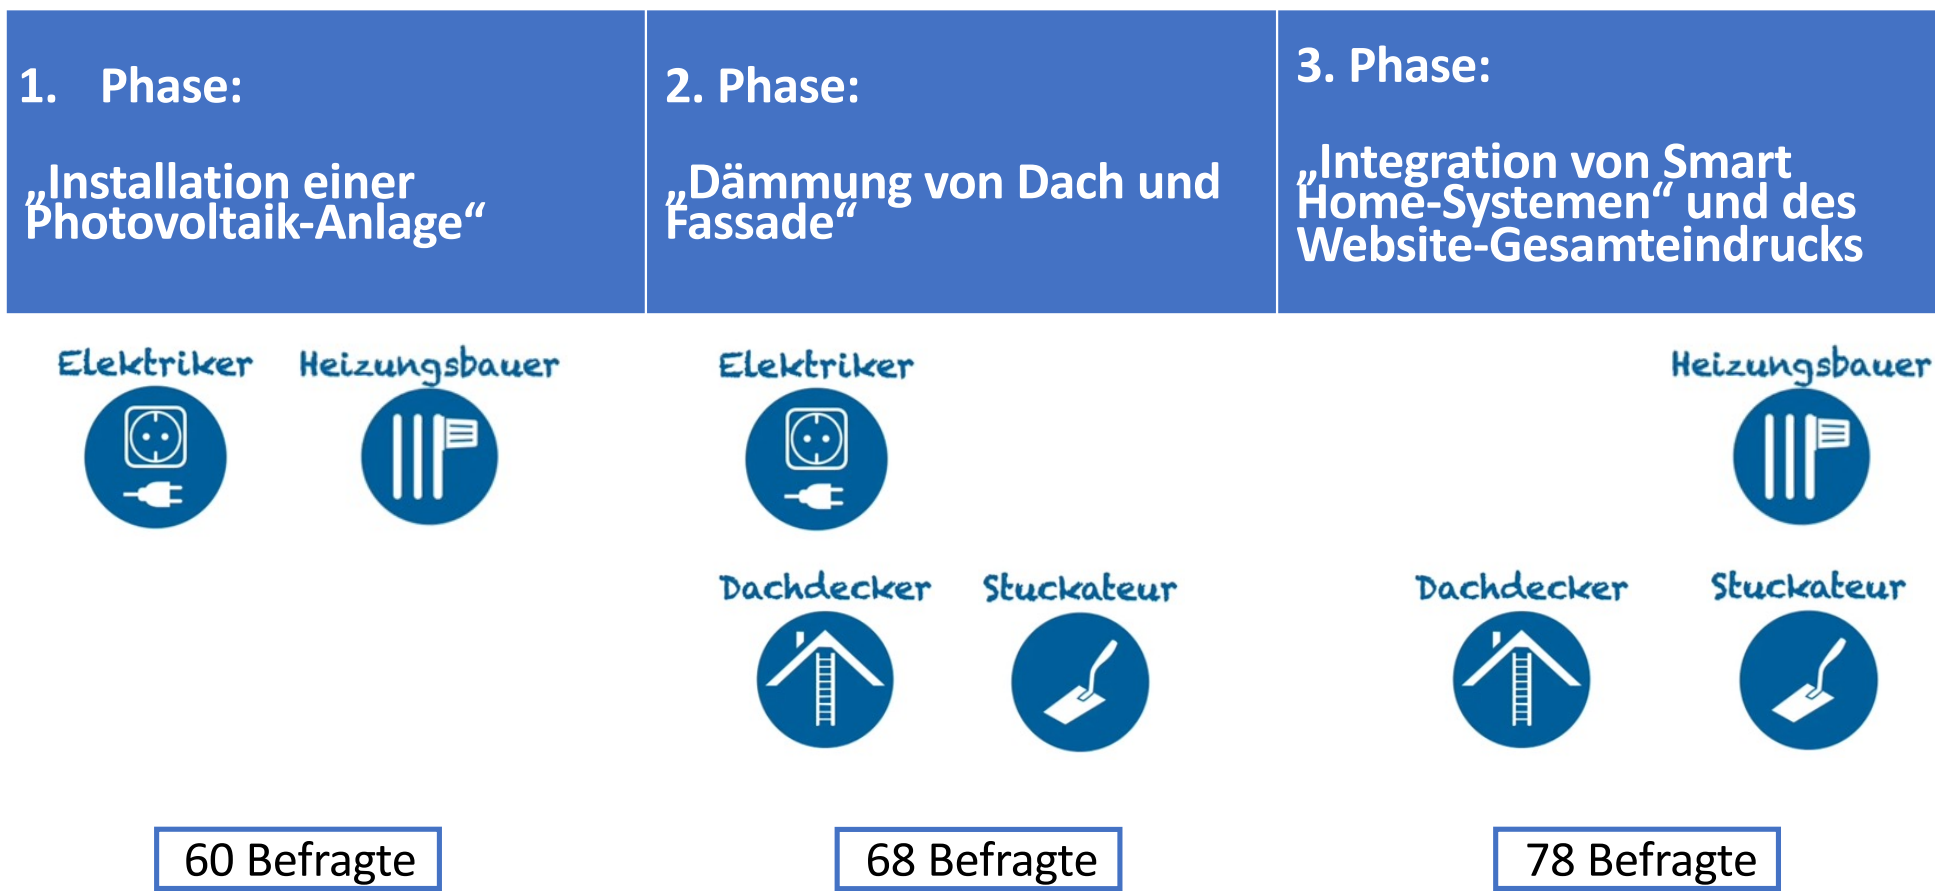 1. Phase:
„Installation einer
Photovoltaik-Anlage“
2. Phase:
„Dämmung von Dach und
Fassade“
3. Phase:
„Integration von Smart
Home-Systemen“ und des
Website-Gesamteindrucks
Elektriker
Heizungsbauer
Elektriker
Dachdecker
Stuckateur
Heizungsbauer
Dachdecker
Stuckateur
60 Befragte
68 Befragte
78 Befragte